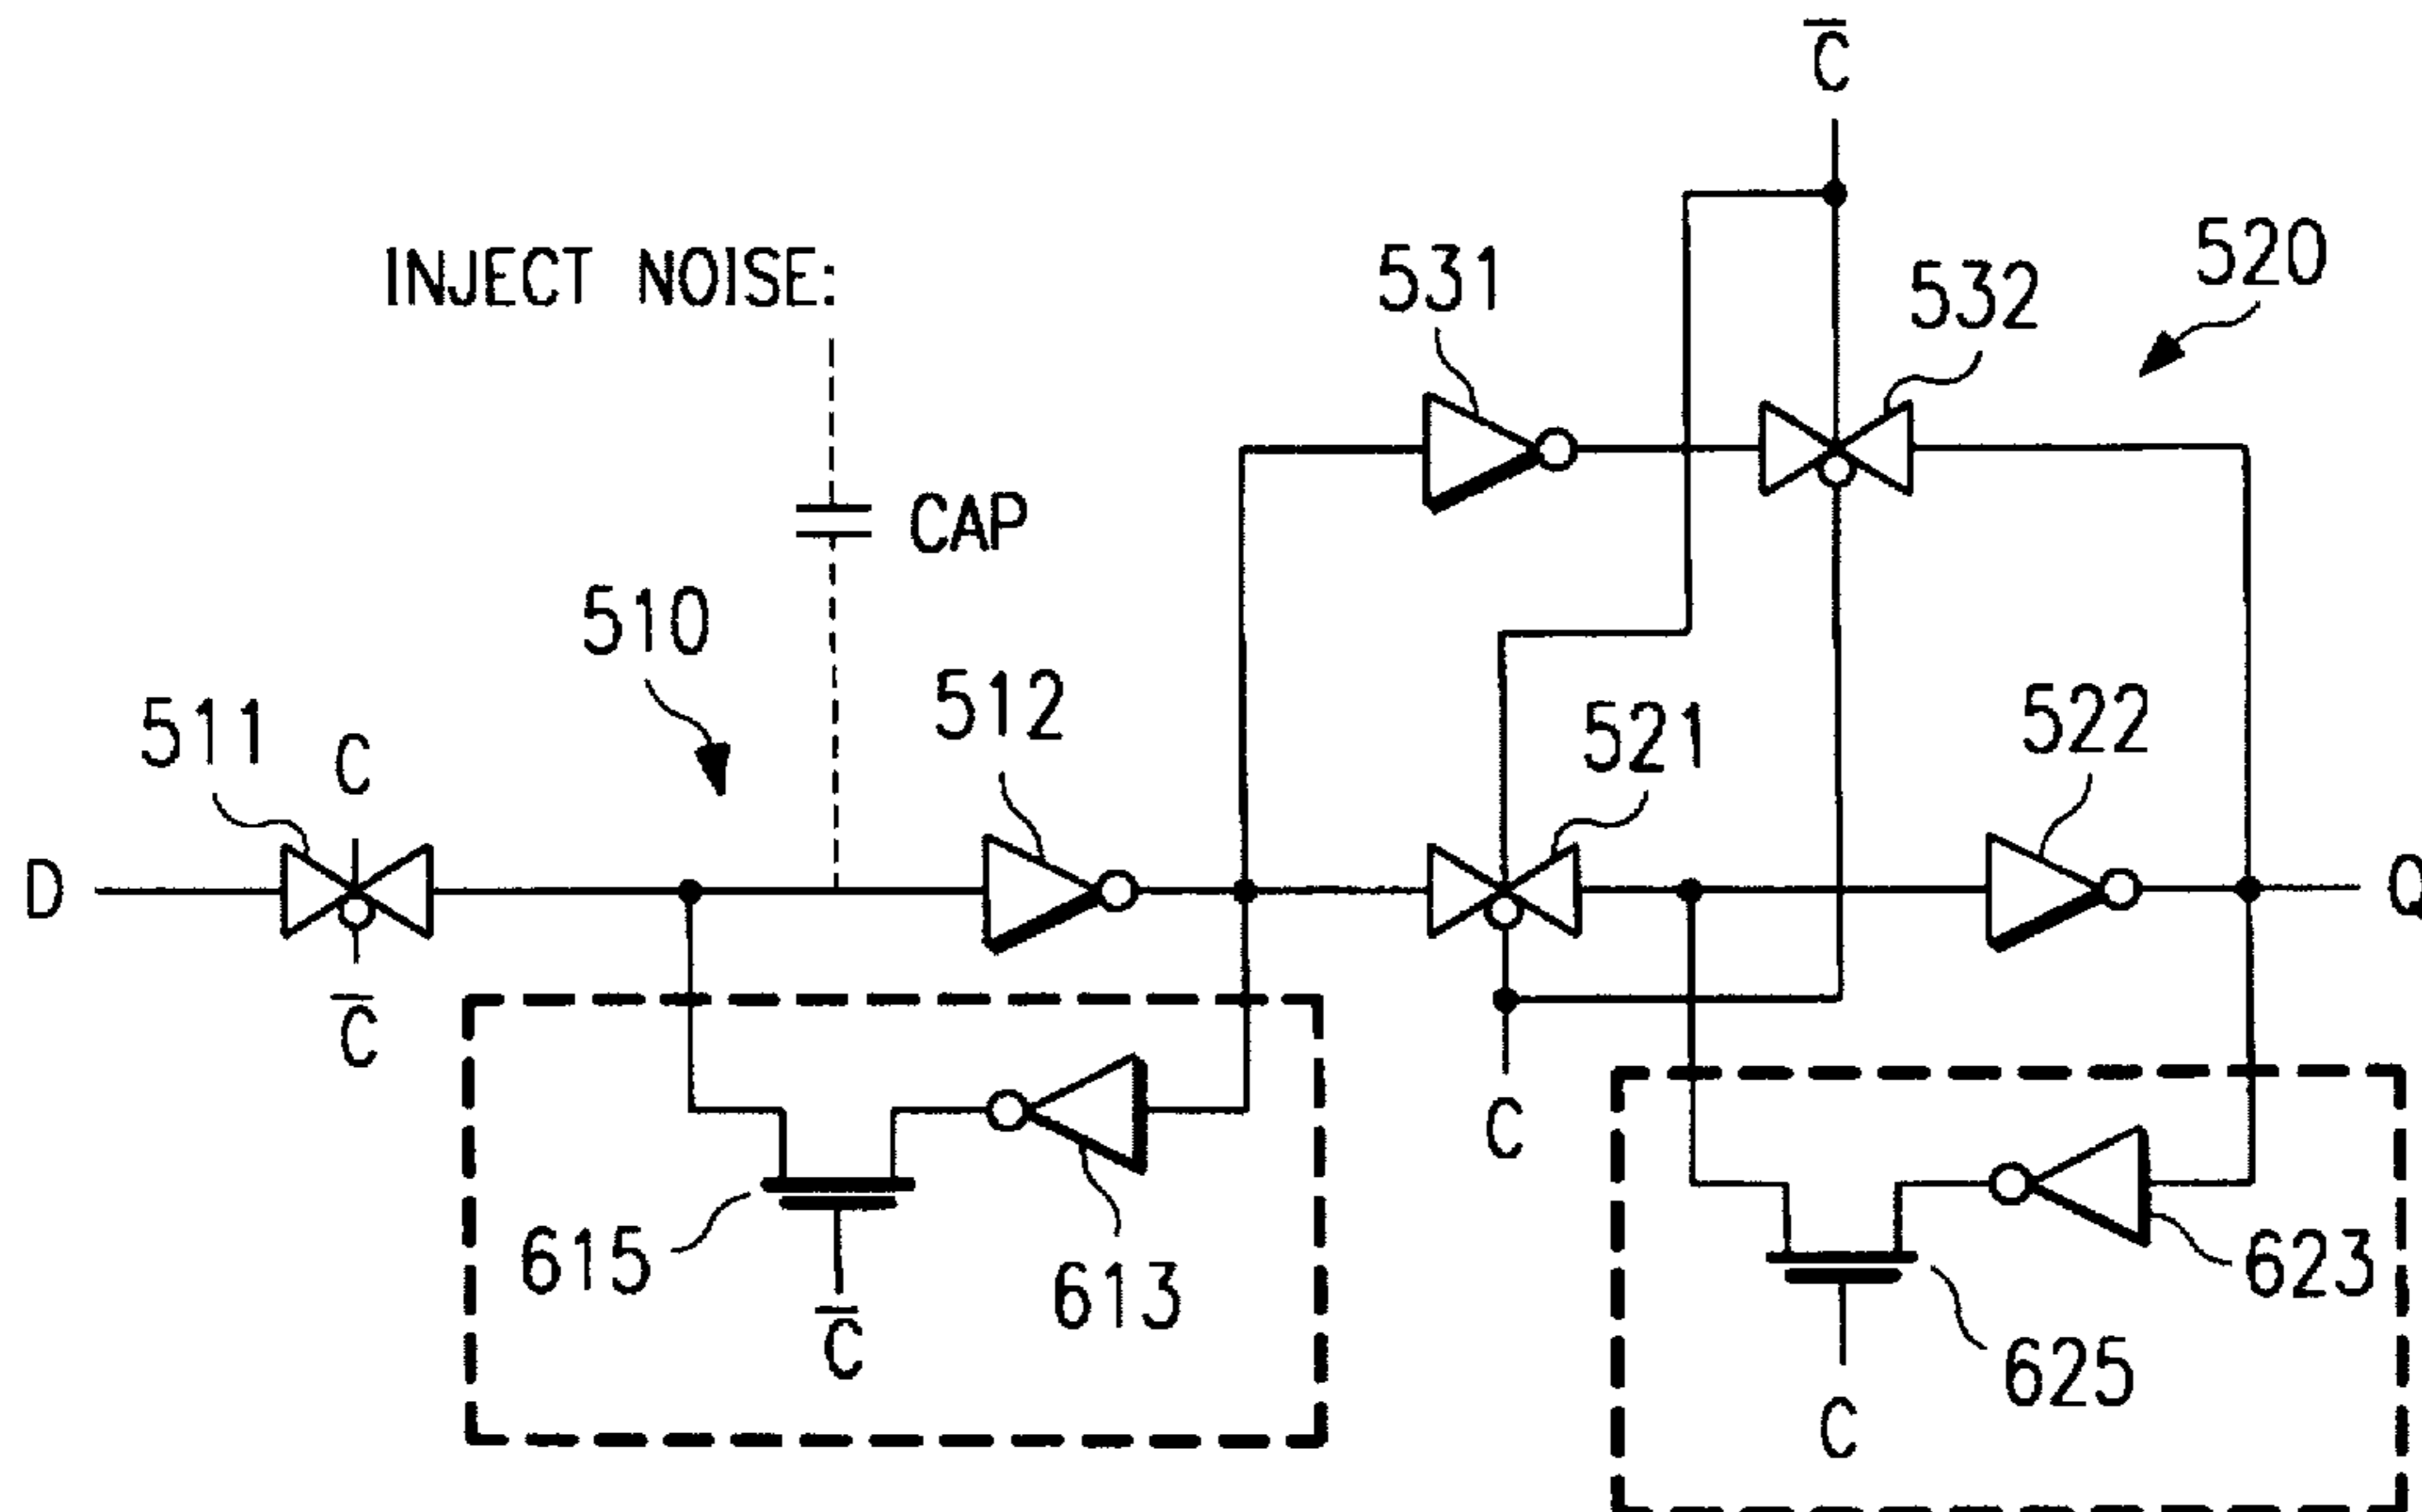 C̅
INJECT NOISE:
531
532
520
CAP
510
511
C
512
521
522
D
Q
C̅
C
615
613
C̅
623
625
C